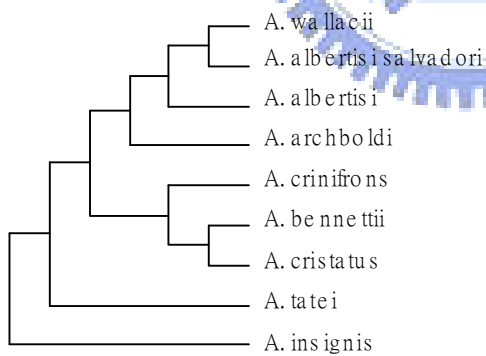 A. wallacii
A. albertisi salvadori
A. albertisi
A. archboldi
A. crinifrons
A. bennettii
A. cristatus
A. tatei
A. insignis